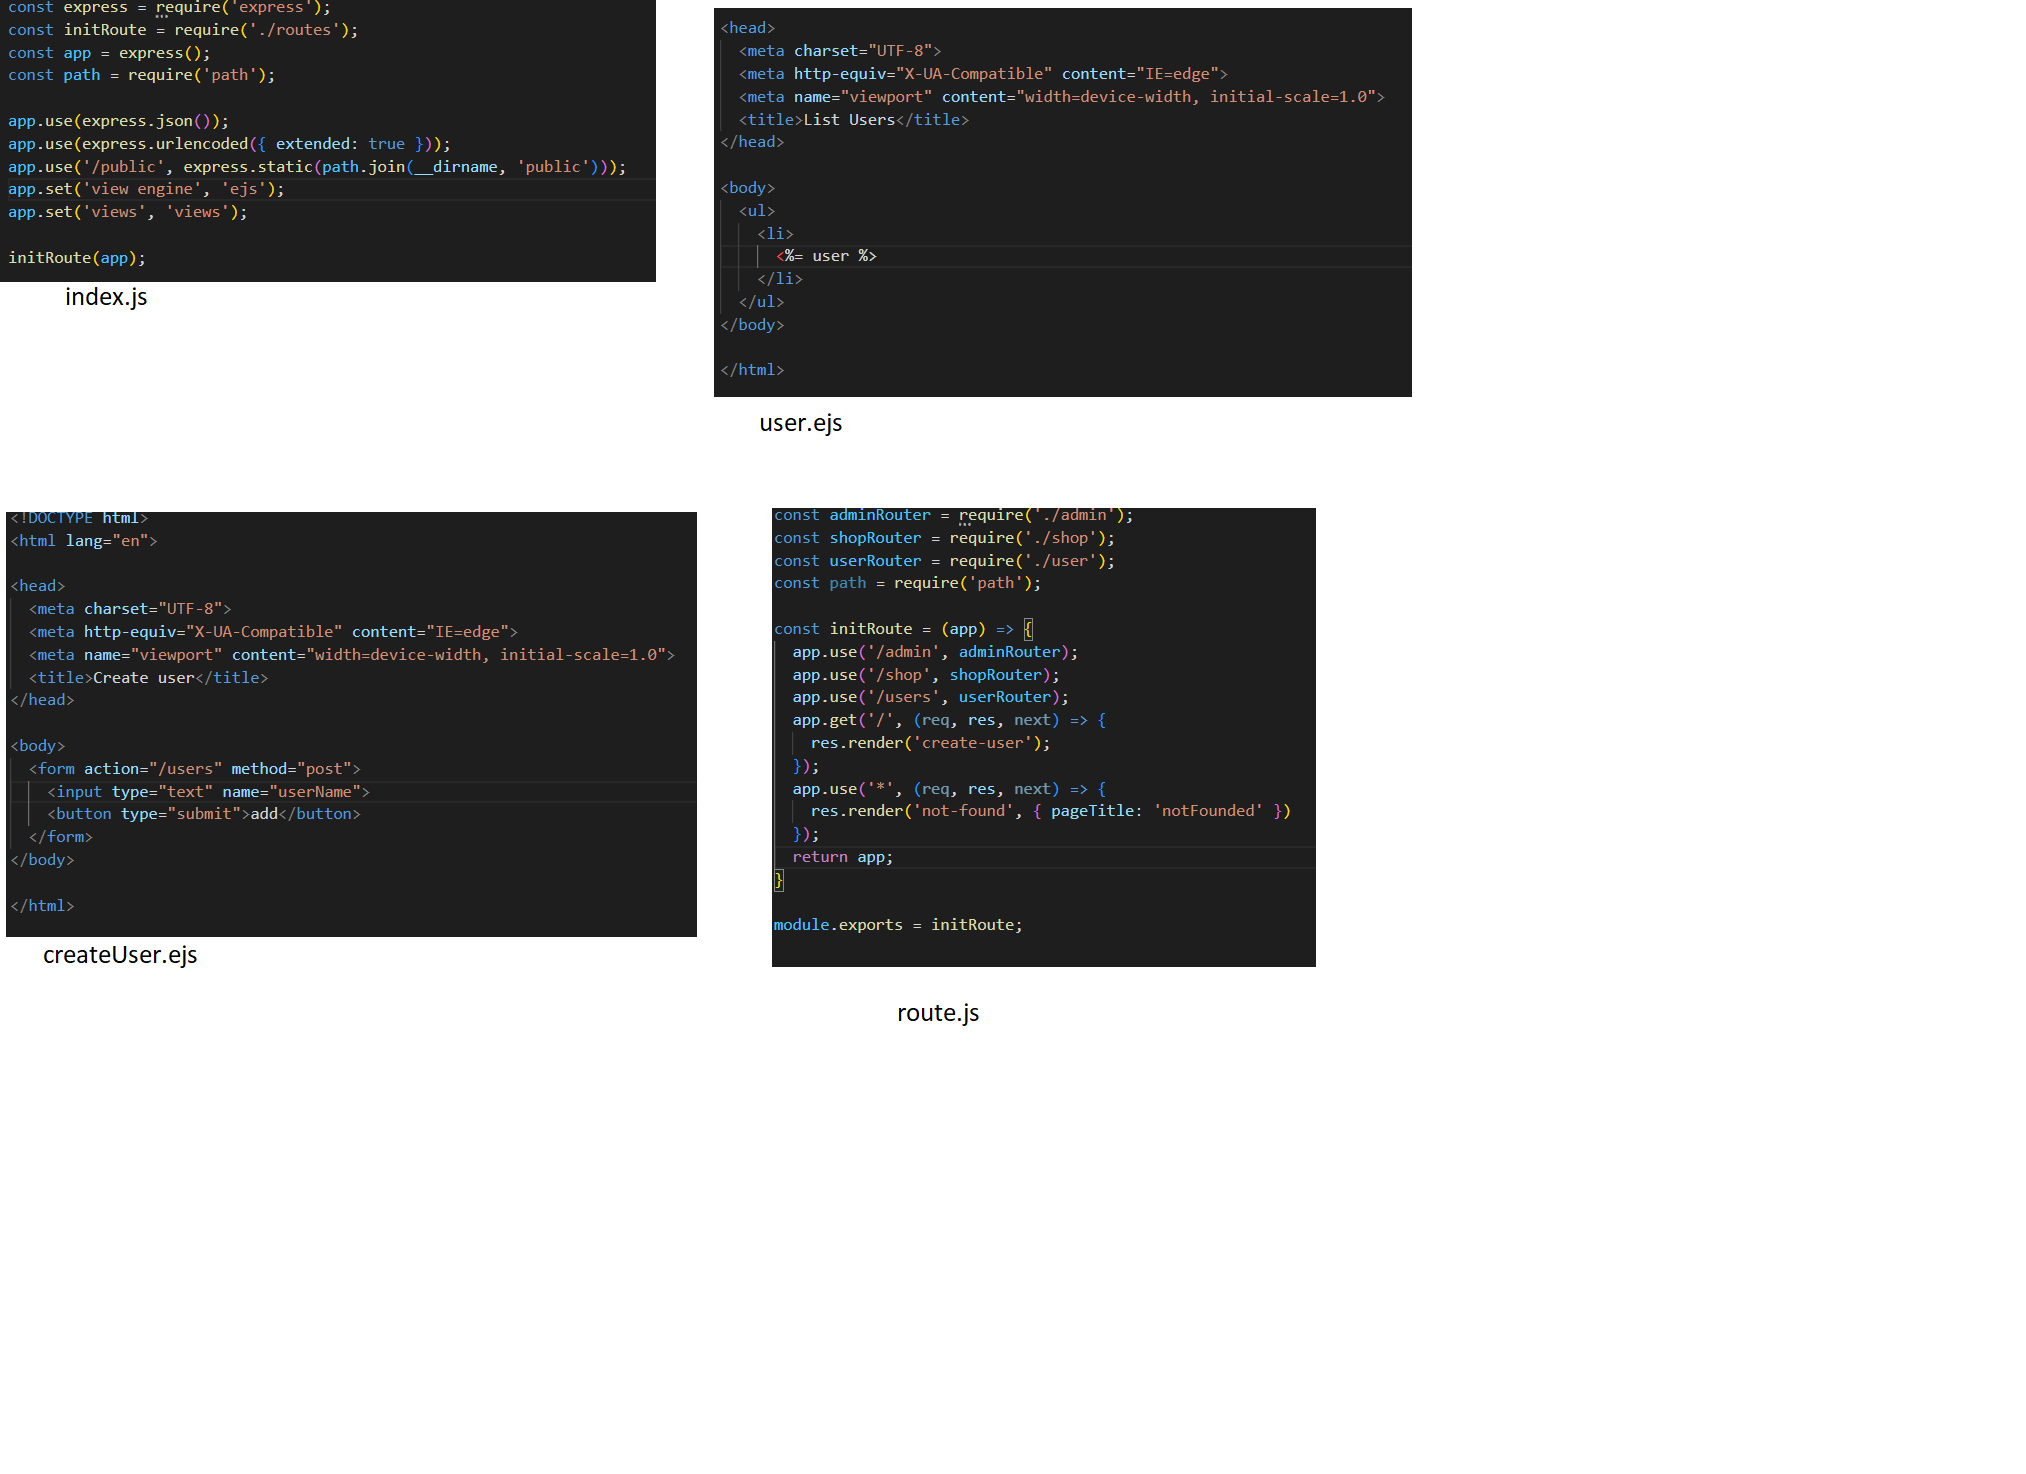 const express = require('express');
const initRoute = require('./routes');
const app = express();
const path = require('path');

app.use(express.json());
app.use(express.urlencoded({ extended: true }));
app.use('/public', express.static(path.join(__dirname, 'public')));
app.set('view engine', 'ejs');
app.set('views', 'views');

initRoute(app);
index.js
<head>
  <meta charset="UTF-8">
  <meta http-equiv="X-UA-Compatible" content="IE=edge">
  <meta name="viewport" content="width=device-width, initial-scale=1.0">
  <title>List Users</title>
</head>

<body>
  <ul>
    <li>
      <%= user %>
    </li>
  </ul>
</body>

</html>
user.ejs
<!DOCTYPE html>
<html lang="en">

<head>
  <meta charset="UTF-8">
  <meta http-equiv="X-UA-Compatible" content="IE=edge">
  <meta name="viewport" content="width=device-width, initial-scale=1.0">
  <title>Create user</title>
</head>

<body>
  <form action="/users" method="post">
    <input type="text" name="userName">
    <button type="submit">add</button>
  </form>
</body>

</html>
createUser.ejs
const adminRouter = require('./admin');
const shopRouter = require('./shop');
const userRouter = require('./user');
const path = require('path');

const initRoute = (app) => {
  app.use('/admin', adminRouter);
  app.use('/shop', shopRouter);
  app.use('/users', userRouter);
  app.get('/', (req, res, next) => {
    res.render('create-user');
  });
  app.use('*', (req, res, next) => {
    res.render('not-found', { pageTitle: 'notFounded' })
  });
  return app;
}

module.exports = initRoute;
route.js